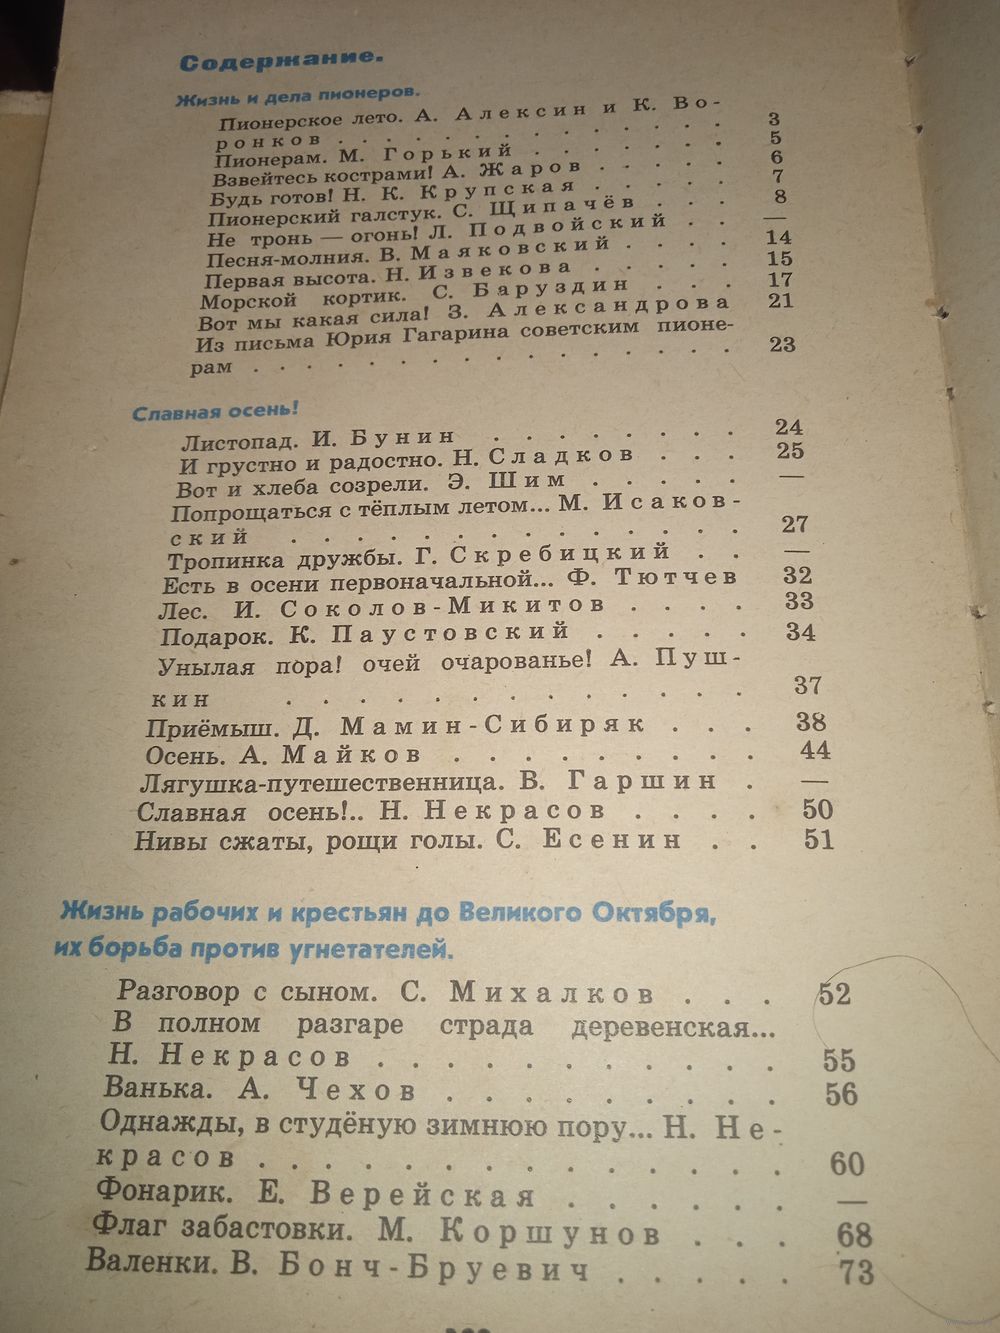 Содержание.
Жизнь и дела пионеров.
Пионерское лето. А. Алексин и К. Во-
ронков . . . . . . . . . . . . . 3
Пионерам. М. Горький . . . . . . 5
Взвейтесь кострами! А. Жаров . . . . . 6
Будь готов! Н. К. Крупская . . . . . 7
Пионерский галстук. С. Щипачёв . . . 8
Не тронь — огонь! Л. Подвойский . . —
Песня-молния. В. Маяковский . . . . 14
Первая высота. Н. Извекова . . . . . 15
Морской кортик. С. Баруздин . . . 17
Вот мы какая сила! З. Александрова 21
Из письма Юрия Гагарина советским пионе-
рам . . . . . . . . . . . . . . . . . . 23
Славная осень!
Листопад. И. Бунин . . . . . . . . 24
И грустно и радостно. Н. Сладков . . . 25
Вот и хлеба созрели. Э. Шим . . . . . —
Попрощаться с тёплым летом... М. Исаков-
ский . . . . . . . . . . . . . . 27
Тропинка дружбы. Г. Скребицкий . . —
Есть в осени первоначальной... Ф. Тютчев 32
Лес. И. Соколов-Микитов . . . . 33
Подарок. К. Паустовский . . . . . 34
Унылая пора! очей очарованье! А. Пуш-
кин . . . . . . . . . . . . . 37
Приёмыш. Д. Мамин-Сибиряк . . . 38
Осень. А. Майков . . . . . . . . . 44
Лягушка-путешественница. В. Гаршин . —
Славная осень!.. Н. Некрасов . . . . 50
Нивы сжаты, рощи голы. С. Есенин . . 51
Жизнь рабочих и крестьян до Великого Октября,
их борьба против угнетателей.
Разговор с сыном. С. Михалков . . . 52
В полном разгаре страда деревенская...
Н. Некрасов . . . . . . . . . . . 55
Ванька. А. Чехов . . . . . . . . . 56
Однажды, в студёную зимнюю пору... Н. Не-
красов . . . . . . . . . . . . . . 60
Фонарик. Е. Верейская . . . . . . —
Флаг забастовки. М. Коршунов . . . 68
Валенки. В. Бонч-Бруевич . . . . . 73